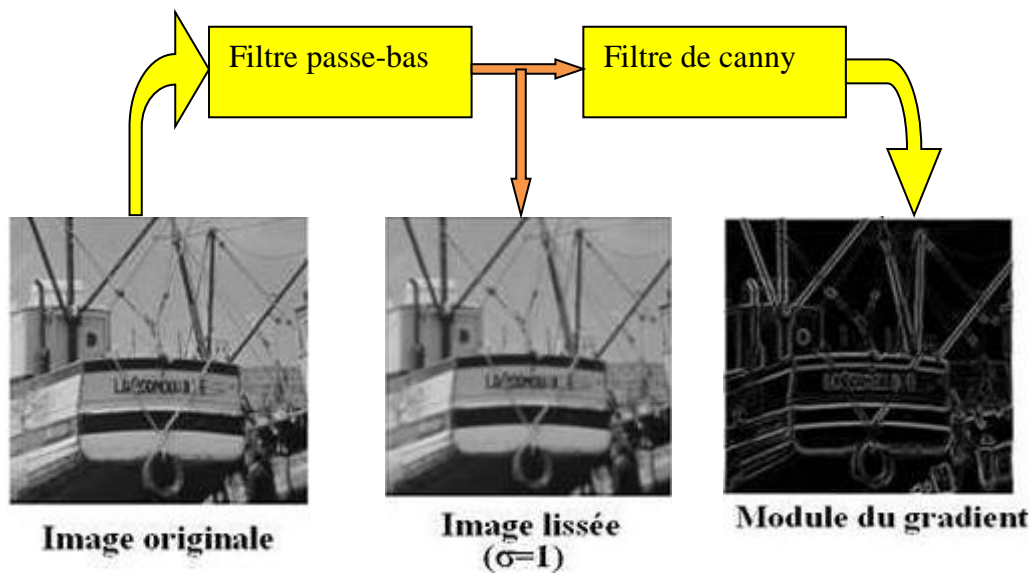 Filtre passe-bas
Filtre de canny
Image originale
Image lissée
(σ=1)
Module du gradient